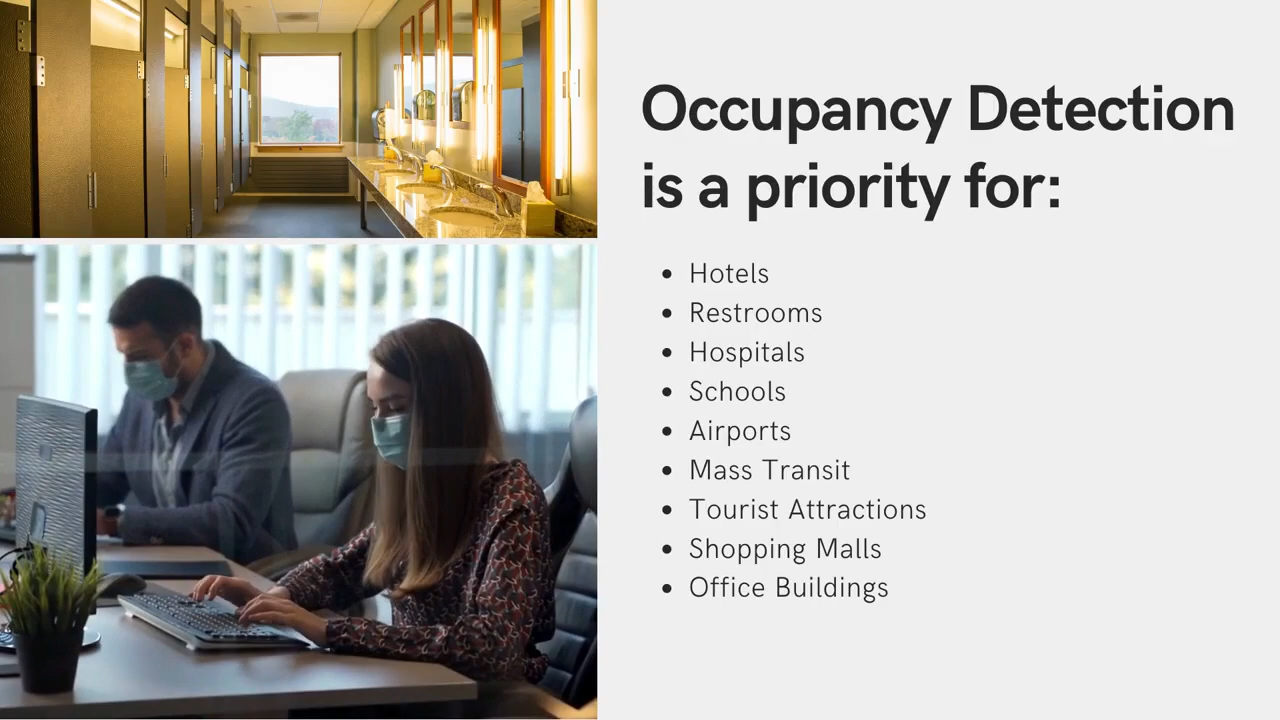 Occupancy Detection
is a priority for:
• Hotels
• Restrooms
• Hospitals
• Schools
• Airports
• Mass Transit
• Tourist Attractions
• Shopping Malls
• Office Buildings